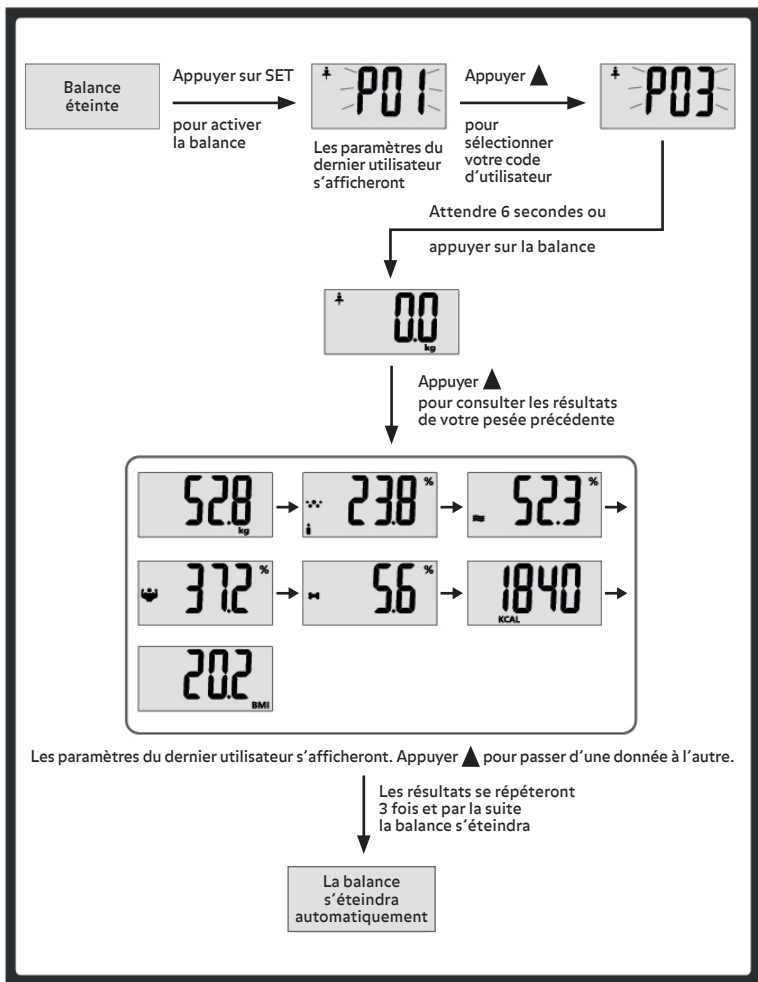 Balance
éteinte
Appuyer sur SET
pour activer
la balance
P01
Les paramètres du
dernier utilisateur
s’afficheront
Appuyer ▲
pour
sélectionner
votre code
d’utilisateur
P03
Attendre 6 secondes ou
appuyer sur la balance
0.0
kg
Appuyer ▲
pour consulter les résultats
de votre pesée précédente
52.8
kg
23.8 %
52.3 %
37.2 %
5.6 %
1840
KCAL
20.2
BMI
Les paramètres du dernier utilisateur s’afficheront. Appuyer ▲ pour passer d’une donnée à l’autre.
Les résultats se répéteront
3 fois et par la suite
la balance s’éteindra
La balance
s’éteindra
automatiquement